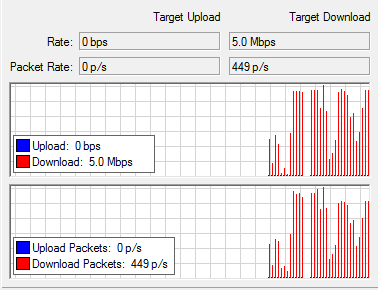 Target Upload Target Download
Rate: 0 bps 5.0 Mbps
Packet Rate: 0 p/s 449 p/s
Upload: 0 bps
Download: 5.0 Mbps
Upload Packets: 0 p/s
Download Packets: 449 p/s